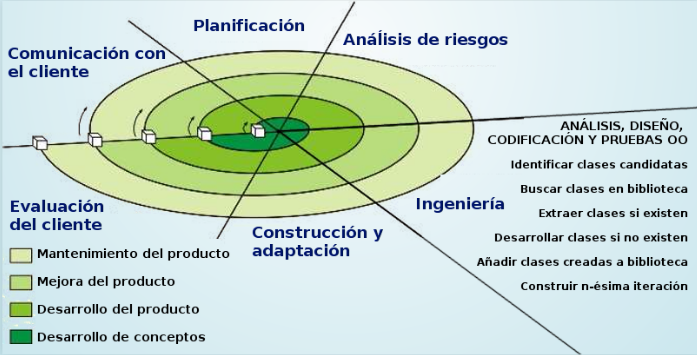 Planificación
Comunicación con
el cliente
Análisis de riesgos
ANÁLISIS, DISEÑO,
CODIFICACIÓN Y PRUEBAS OO
Identificar clases candidatas
Buscar clases en biblioteca
Extraer clases si existen
Desarrollar clases si no existen
Añadir clases creadas a biblioteca
Construir n-ésima iteración
Ingeniería
Construcción y
adaptación
Evaluación
del cliente
Mantenimiento del producto
Mejora del producto
Desarrollo del producto
Desarrollo de conceptos